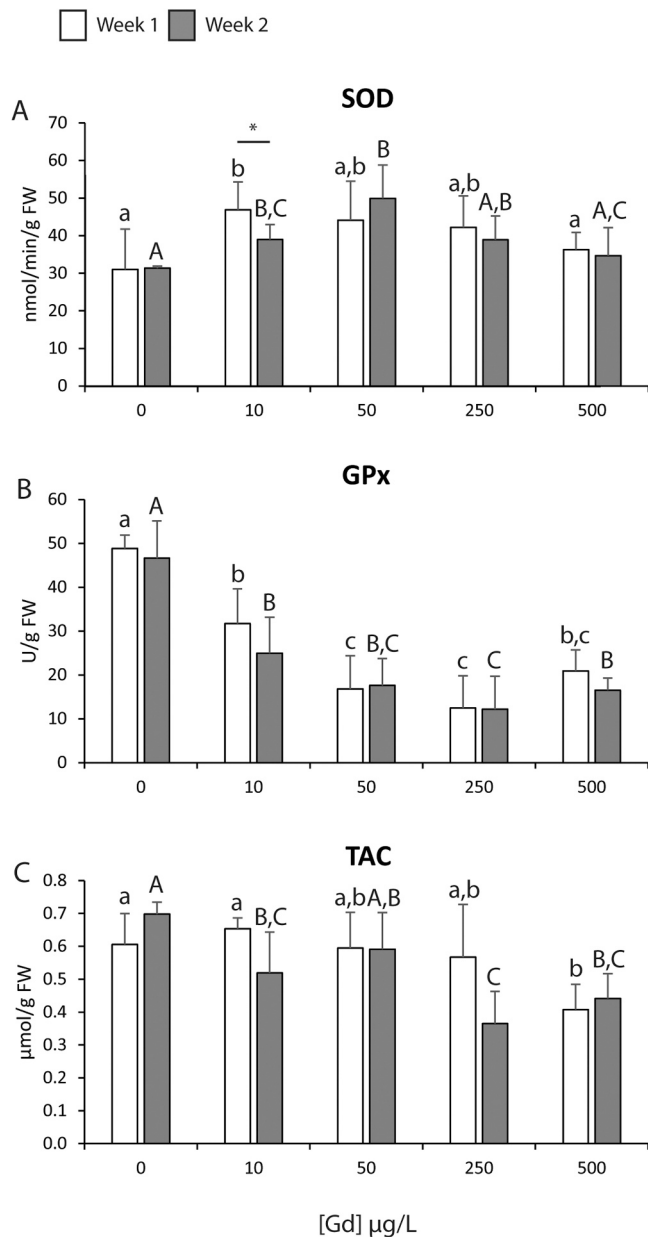 Week 1 Week 2
A
SOD
nmol/min/g FW
70
60
50
40
30
20
10
0
a A b B,C * a,b B a,b A,B a A,C
0 10 50 250 500
B
GPx
U/g FW
60
50
40
30
20
10
0
a A b B c B,C c C b,c B
0 10 50 250 500
C
TAC
µmol/g FW
0.8
0.7
0.6
0.5
0.4
0.3
0.2
0.1
0.0
a A a B,C a,b A,B a,b C b B,C
0 10 50 250 500
[Gd] µg/L